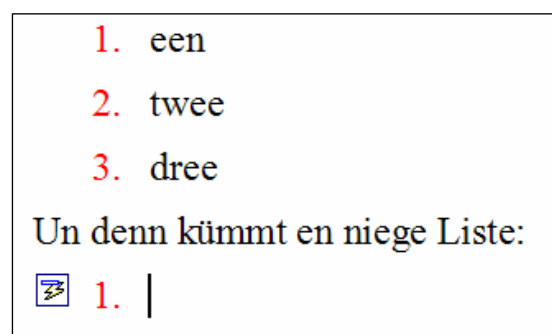 1. een
2. twee
3. dree
Un denn kümmt en niege Liste:
1.